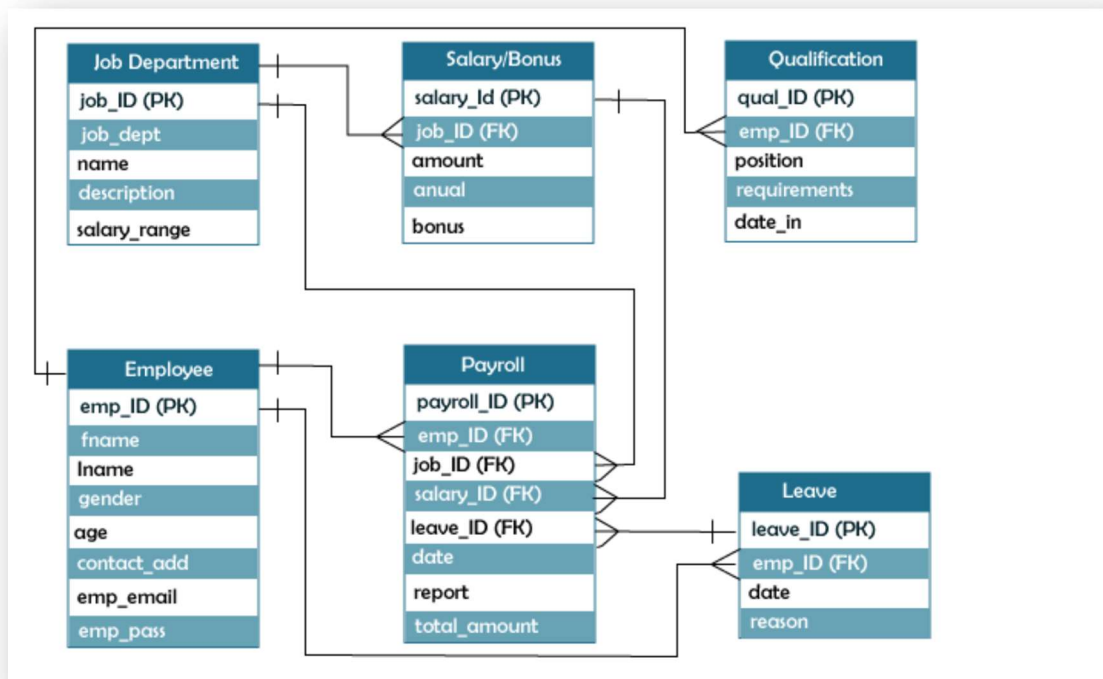 Job Department
job_ID (PK)
job_dept
name
description
salary_range
Salary/Bonus
salary_Id (PK)
job_ID (FK)
amount
anual
bonus
Qualification
qual_ID (PK)
emp_ID (FK)
position
requirements
date_in
Employee
emp_ID (PK)
fname
lname
gender
age
contact_add
emp_email
emp_pass
Payroll
payroll_ID (PK)
emp_ID (FK)
job_ID (FK)
salary_ID (FK)
leave_ID (FK)
date
report
total_amount
Leave
leave_ID (PK)
emp_ID (FK)
date
reason